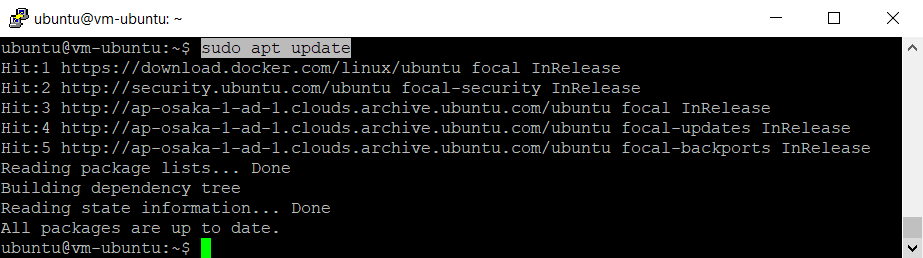 ubuntu@vm-ubuntu: ~
ubuntu@vm-ubuntu:~$ sudo apt update
Hit:1 https://download.docker.com/linux/ubuntu focal InRelease
Hit:2 http://security.ubuntu.com/ubuntu focal-security InRelease
Hit:3 http://ap-osaka-1-ad-1.clouds.archive.ubuntu.com/ubuntu focal InRelease
Hit:4 http://ap-osaka-1-ad-1.clouds.archive.ubuntu.com/ubuntu focal-updates InRelease
Hit:5 http://ap-osaka-1-ad-1.clouds.archive.ubuntu.com/ubuntu focal-backports InRelease
Reading package lists... Done
Building dependency tree
Reading state information... Done
All packages are up to date.
ubuntu@vm-ubuntu:~$